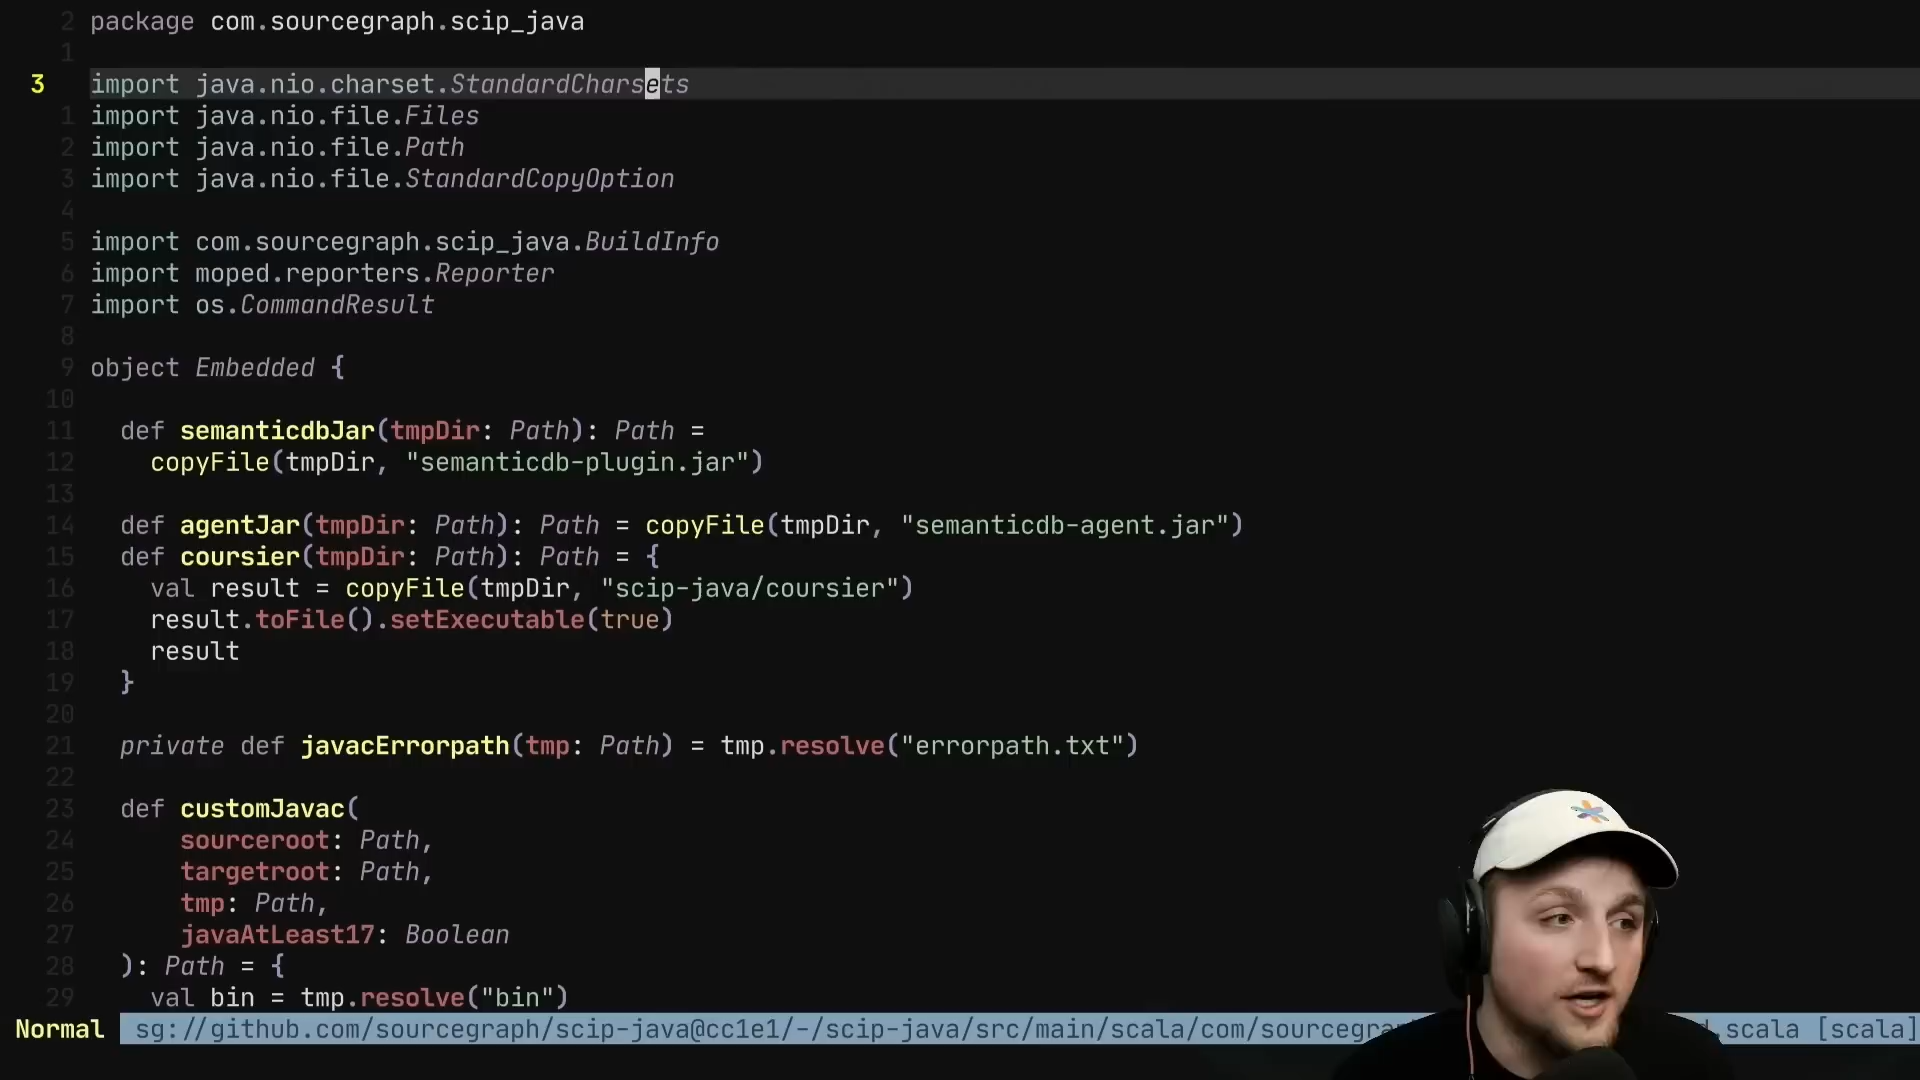 2 package com.sourcegraph.scip_java
1
3 import java.nio.charset.StandardCharsets
1 import java.nio.file.Files
2 import java.nio.file.Path
3 import java.nio.file.StandardCopyOption
4
5 import com.sourcegraph.scip_java.BuildInfo
6 import moped.reporters.Reporter
7 import os.CommandResult
8
9 object Embedded {
10
11 def semanticdbJar(tmpDir: Path): Path =
12 copyFile(tmpDir, "semanticdb-plugin.jar")
13
14 def agentJar(tmpDir: Path): Path = copyFile(tmpDir, "semanticdb-agent.jar")
15 def coursier(tmpDir: Path): Path = {
16 val result = copyFile(tmpDir, "scip-java/coursier")
17 result.toFile().setExecutable(true)
18 result
19 }
20
21 private def javacErrorpath(tmp: Path) = tmp.resolve("errorpath.txt")
22
23 def customJavac(
24 sourceroot: Path,
25 targetroot: Path,
26 tmp: Path,
27 javaAtLeast17: Boolean
28 ): Path = {
29 val bin = tmp.resolve("bin")
Normal sg://github.com/sourcegraph/scip-java@cc1e1/-/scip-java/src/main/scala/com/sourcegra .scala [scala]